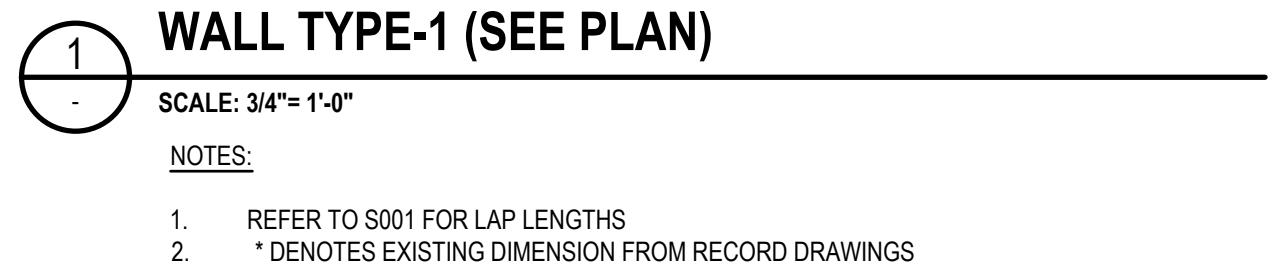 1
WALL TYPE-1 (SEE PLAN)
-
SCALE: 3/4"= 1'-0"
NOTES:
1. REFER TO S001 FOR LAP LENGTHS
2. * DENOTES EXISTING DIMENSION FROM RECORD DRAWINGS